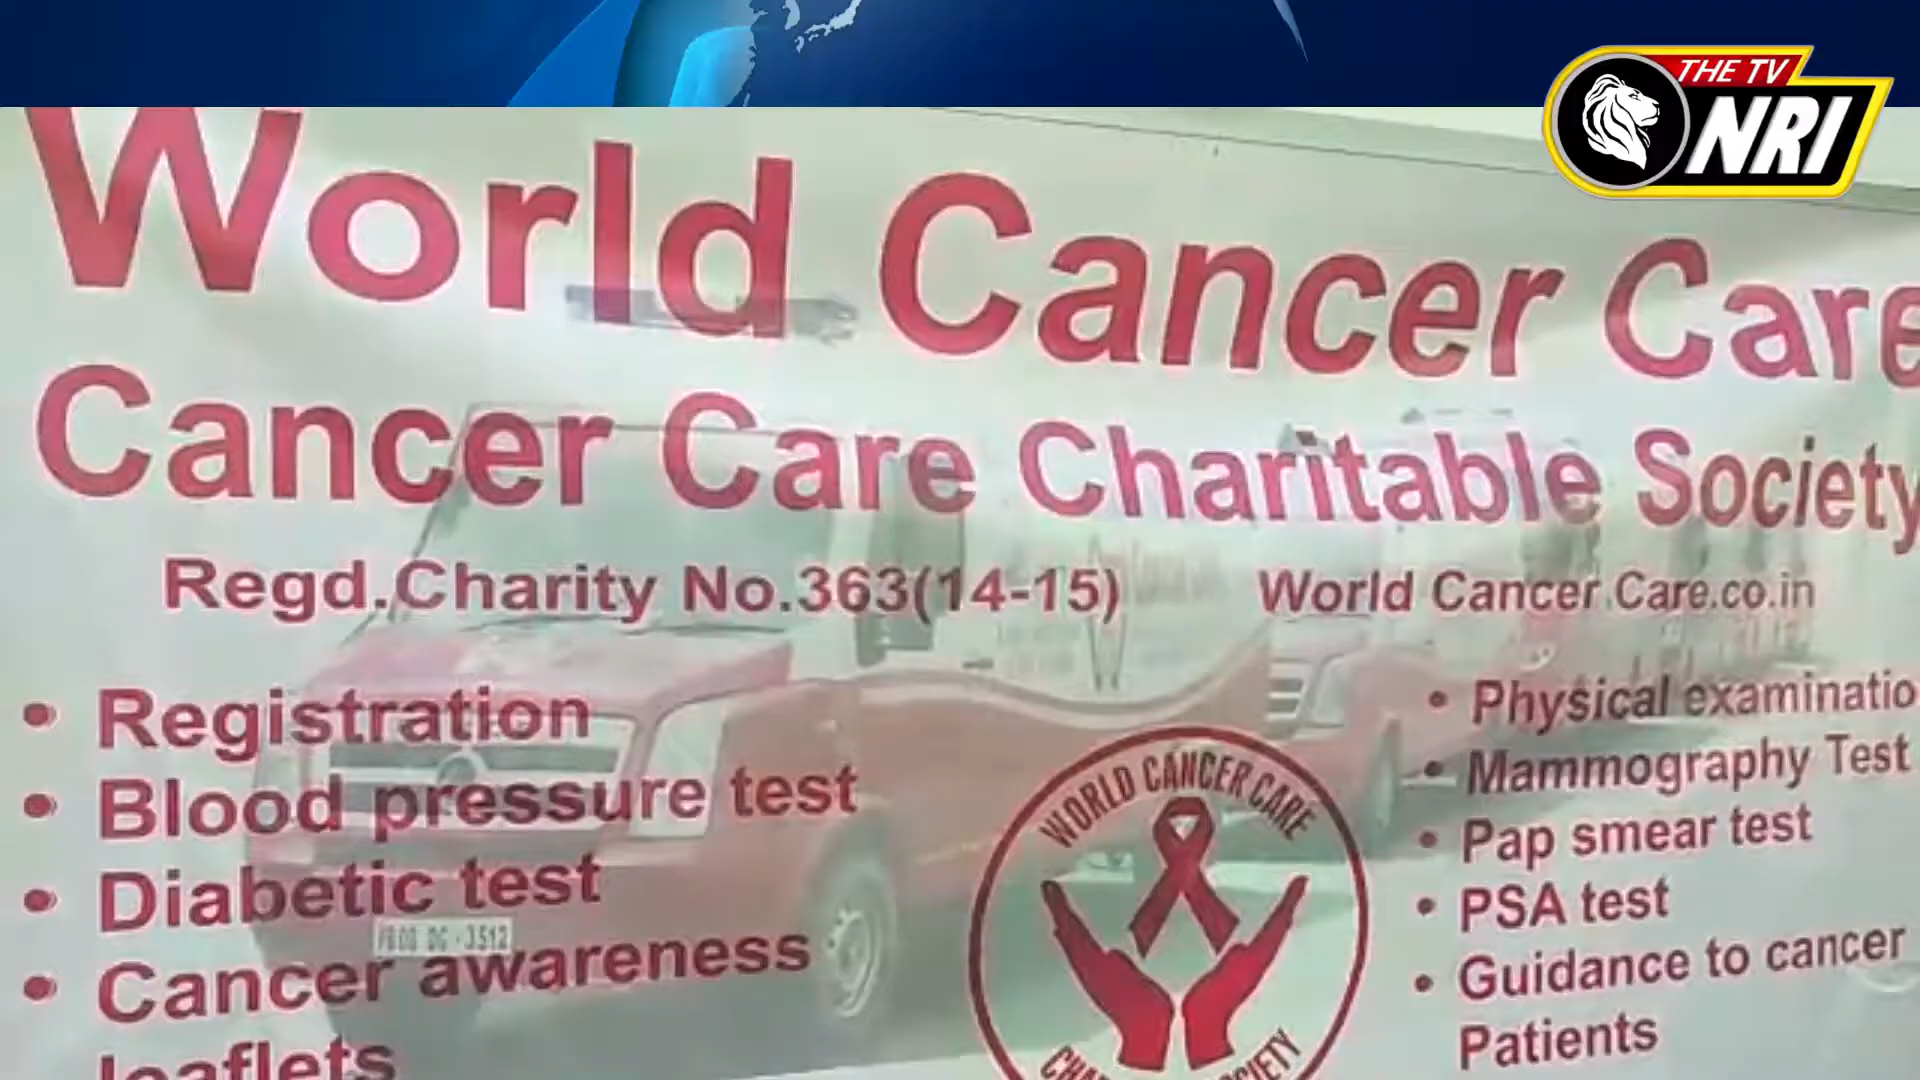 THE TV
NRI
World Cancer Care
Cancer Care Charitable Society
Regd.Charity No.363(14-15) World Cancer.Care.co.in
• Registration
• Blood pressure test
• Diabetic test
• Cancer awareness
leaflets
WORLD CANCER CARE
• Physical examinatio
• Mammography Test
• Pap smear test
• PSA test
• Guidance to cancer
Patients